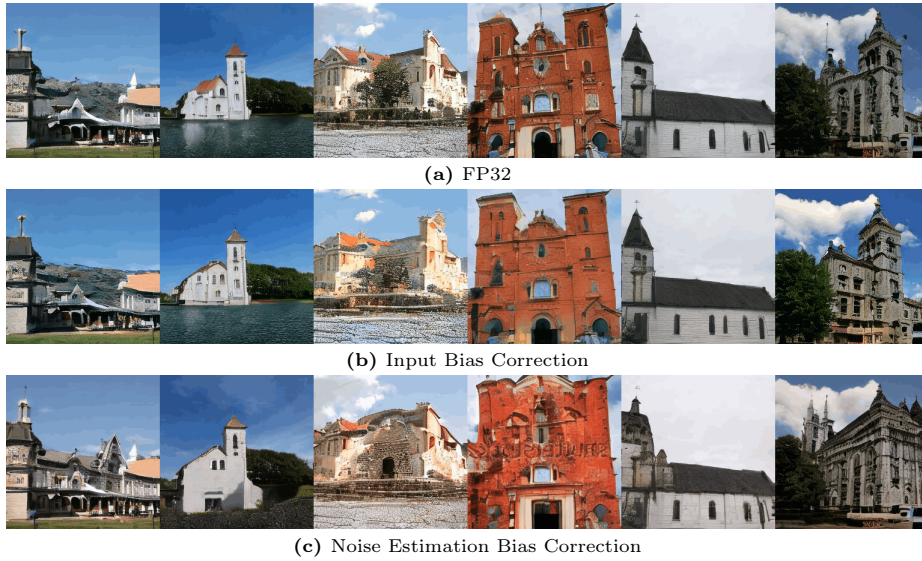 (a) FP32
(b) Input Bias Correction
(c) Noise Estimation Bias Correction